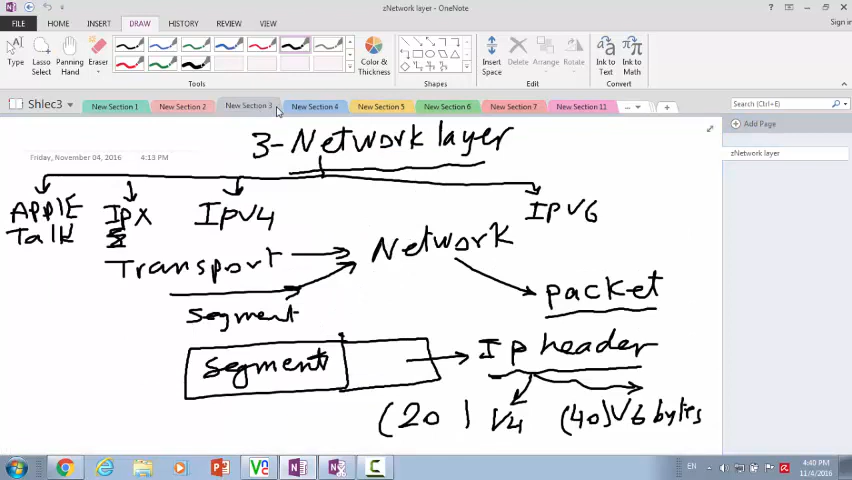 zNetwork layer - OneNote
FILE HOME INSERT DRAW HISTORY REVIEW VIEW
Sign in
Type Lasso Select Panning Hand Eraser Color & Thickness Insert Space Delete Arrange Rotate Ink to Text Ink to Math
Tools Shapes Edit Convert
Shlec3 New Section 1 New Section 2 New Section 3 New Section 4 New Section 5 New Section 6 New Section 7 New Section 11 ... + Search (Ctrl+E)
Add Page
zNetwork layer
3- Network layer
Friday, November 04, 2016 4:13 PM
APPlE Talk
IPX
IpV4
IPV6
Transport
Network
Segment
packet
Segment
Ip header
(20) V4 (40) V6 bytes
EN 4:40 PM
11/4/2016